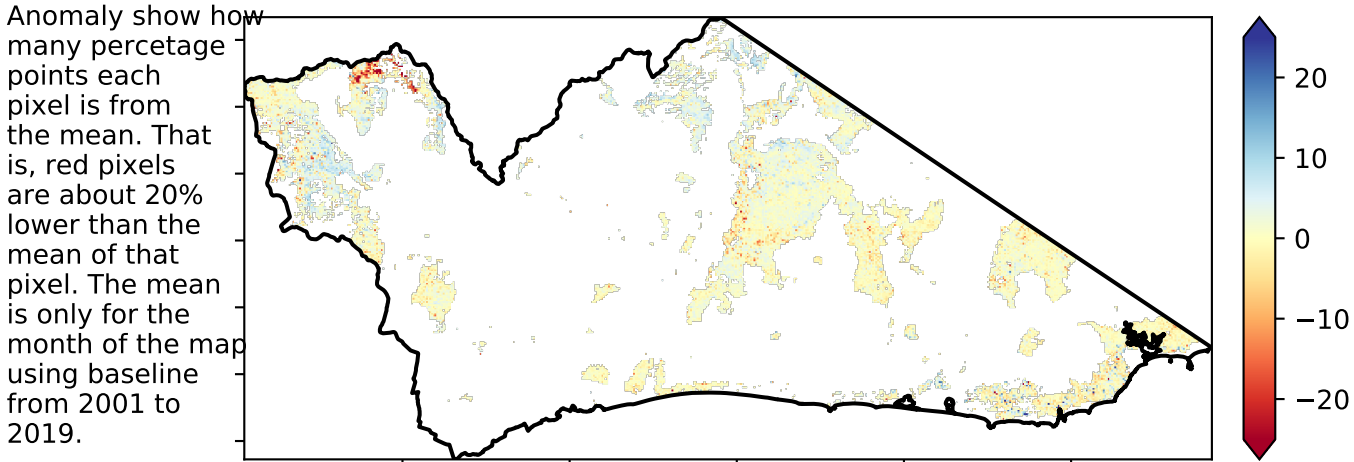 Anomaly show how
many percetage
points each
pixel is from
the mean. That
is, red pixels
are about 20%
lower than the
mean of that
pixel. The mean
is only for the
month of the map
using baseline
from 2001 to
2019.
20
10
0
−10
−20